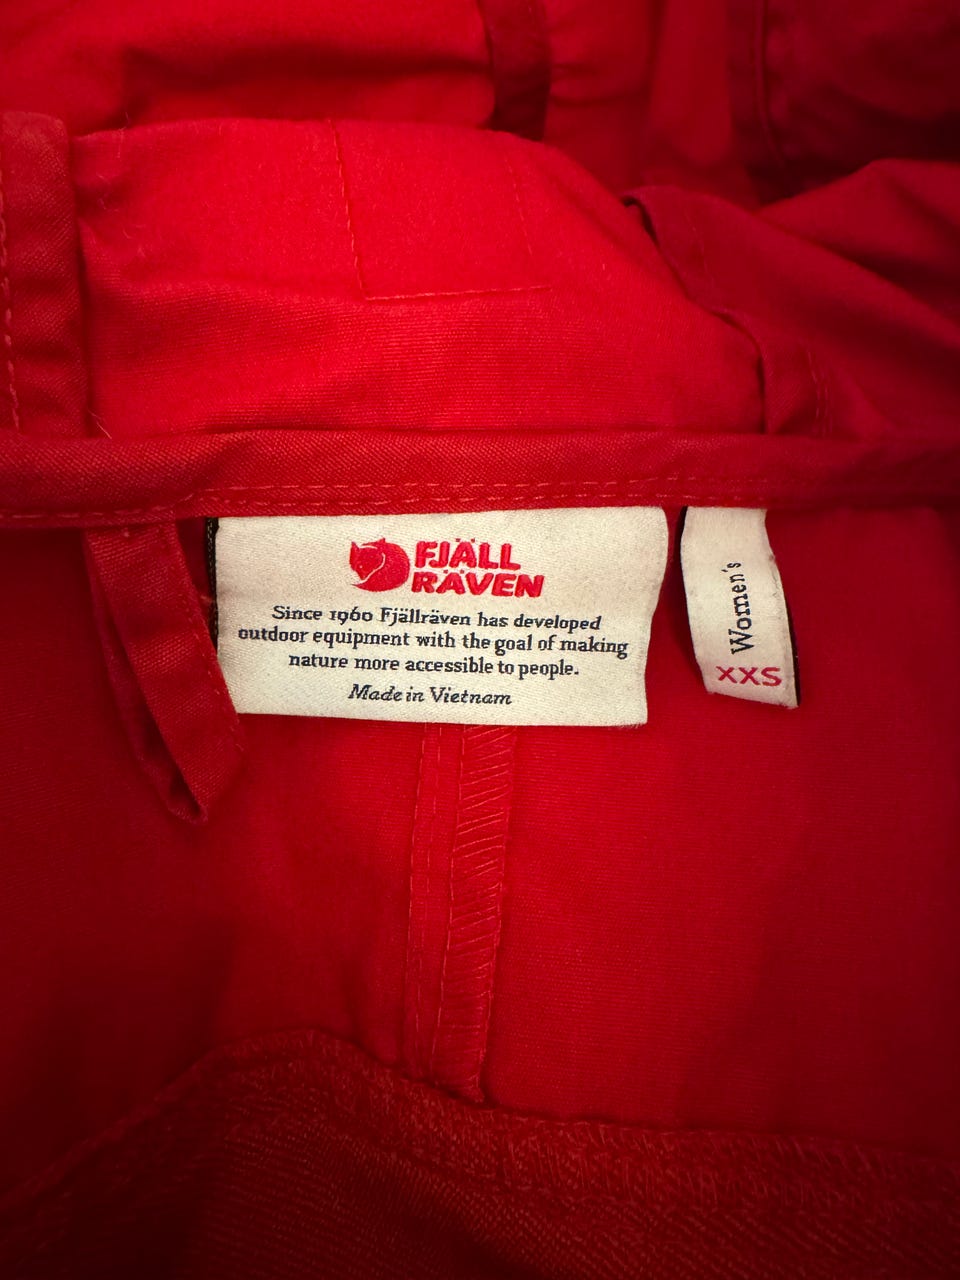 FJÄLL
RÄVEN
Since 1960 Fjällräven has developed
outdoor equipment with the goal of making
nature more accessible to people.
Made in Vietnam
Women's
XXS